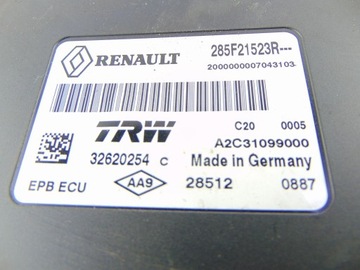 RENAULT 285F21523R---
2000000007043103
TRW C20 0005
32620254 C A2C31099000
Made in Germany
EPB ECU AA9 28512 0887